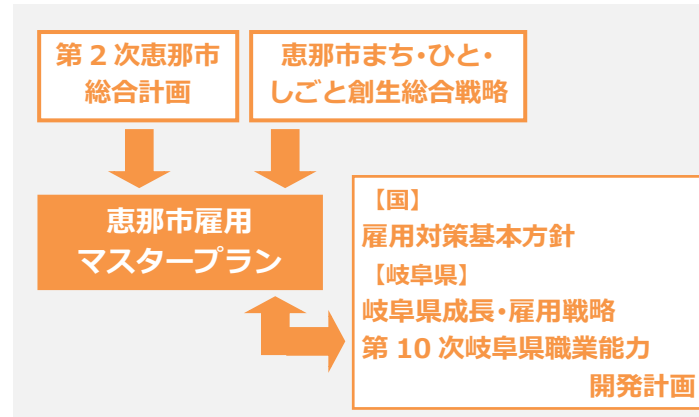 第２次恵那市
総合計画
恵那市まち・ひと・
しごと創生総合戦略
恵那市雇用
マスタープラン
【国】
雇用対策基本方針
【岐阜県】
岐阜県成長・雇用戦略
第 10 次岐阜県職業能力
開発計画